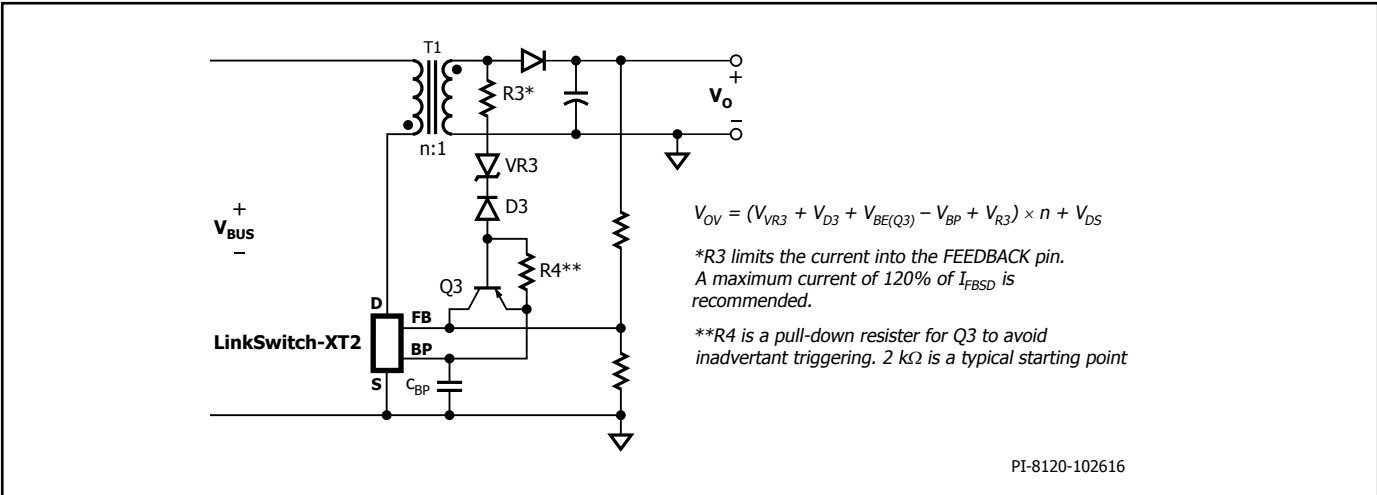 T1
R3*
+
V_O
−
n:1
VR3
D3
+
V_BUS
−
V_OV = (V_VR3 + V_D3 + V_BE(Q3) − V_BP + V_R3) × n + V_DS
*R3 limits the current into the FEEDBACK pin.
A maximum current of 120% of I_FBSD is
recommended.
R4**
Q3
D
FB
LinkSwitch-XT2
BP
S
C_BP
**R4 is a pull-down resister for Q3 to avoid
inadvertant triggering. 2 kΩ is a typical starting point
PI-8120-102616